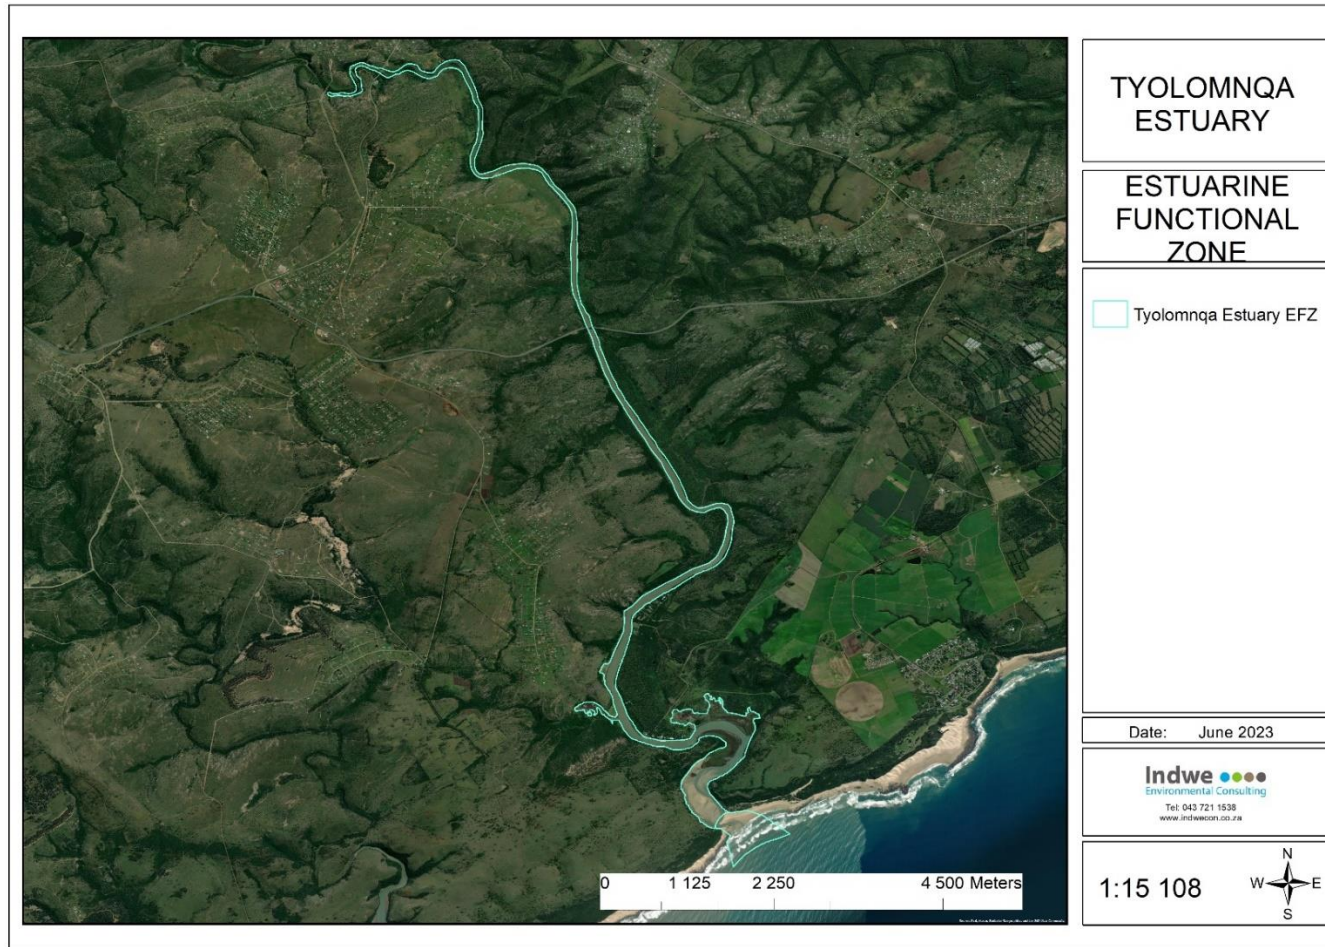 TYOLOMNQA
ESTUARY
ESTUARINE
FUNCTIONAL
ZONE
Tyolomnqa Estuary EFZ
Date: June 2023
Indwe
Environmental Consulting
Tel: 043 721 1538
www.indwecon.co.za
0 1 125 2 250 4 500 Meters
1:15 108
N
W E
S